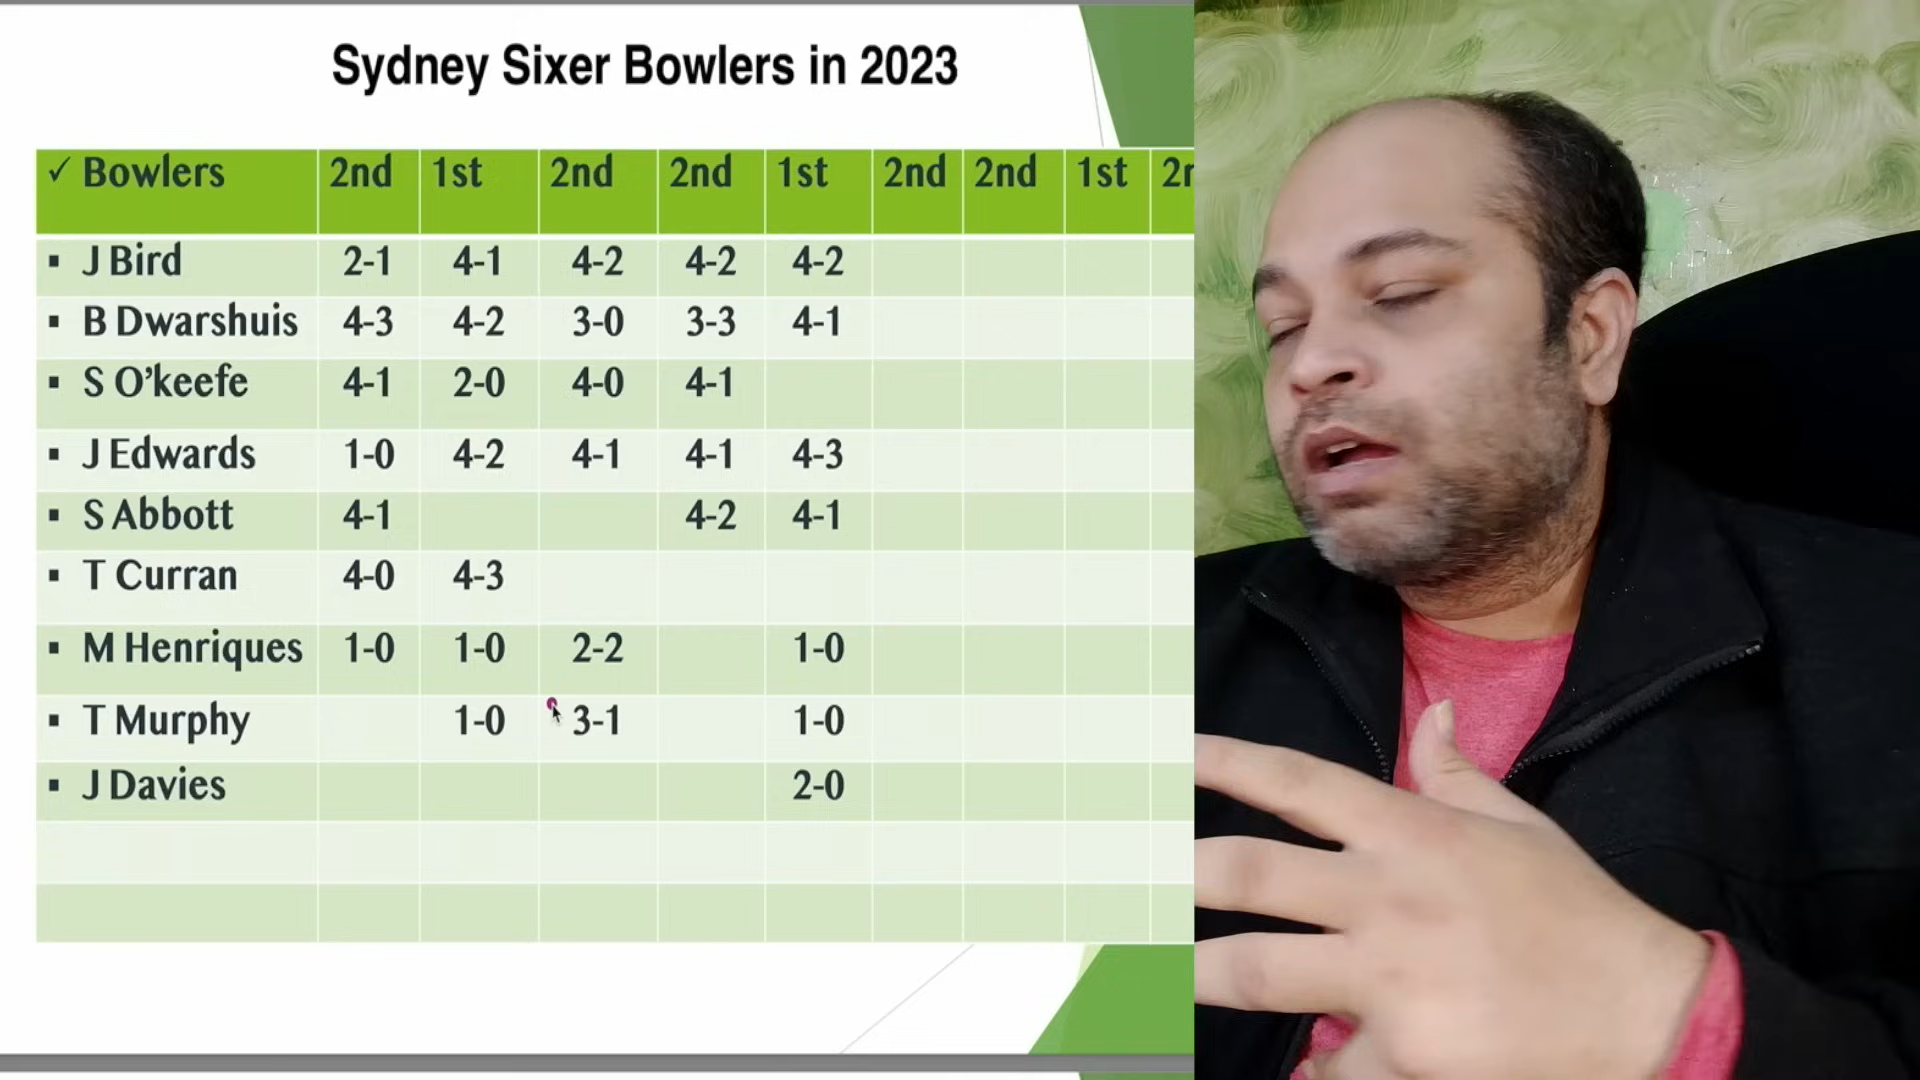 Sydney Sixer Bowlers in 2023
✓ Bowlers 2nd 1st 2nd 2nd 1st 2nd 2nd 1st
▪ J Bird 2-1 4-1 4-2 4-2 4-2
▪ B Dwarshuis 4-3 4-2 3-0 3-3 4-1
▪ S O’keefe 4-1 2-0 4-0 4-1
▪ J Edwards 1-0 4-2 4-1 4-1 4-3
▪ S Abbott 4-1 4-2 4-1
▪ T Curran 4-0 4-3
▪ M Henriques 1-0 1-0 2-2 1-0
▪ T Murphy 1-0 3-1 1-0
▪ J Davies 2-0